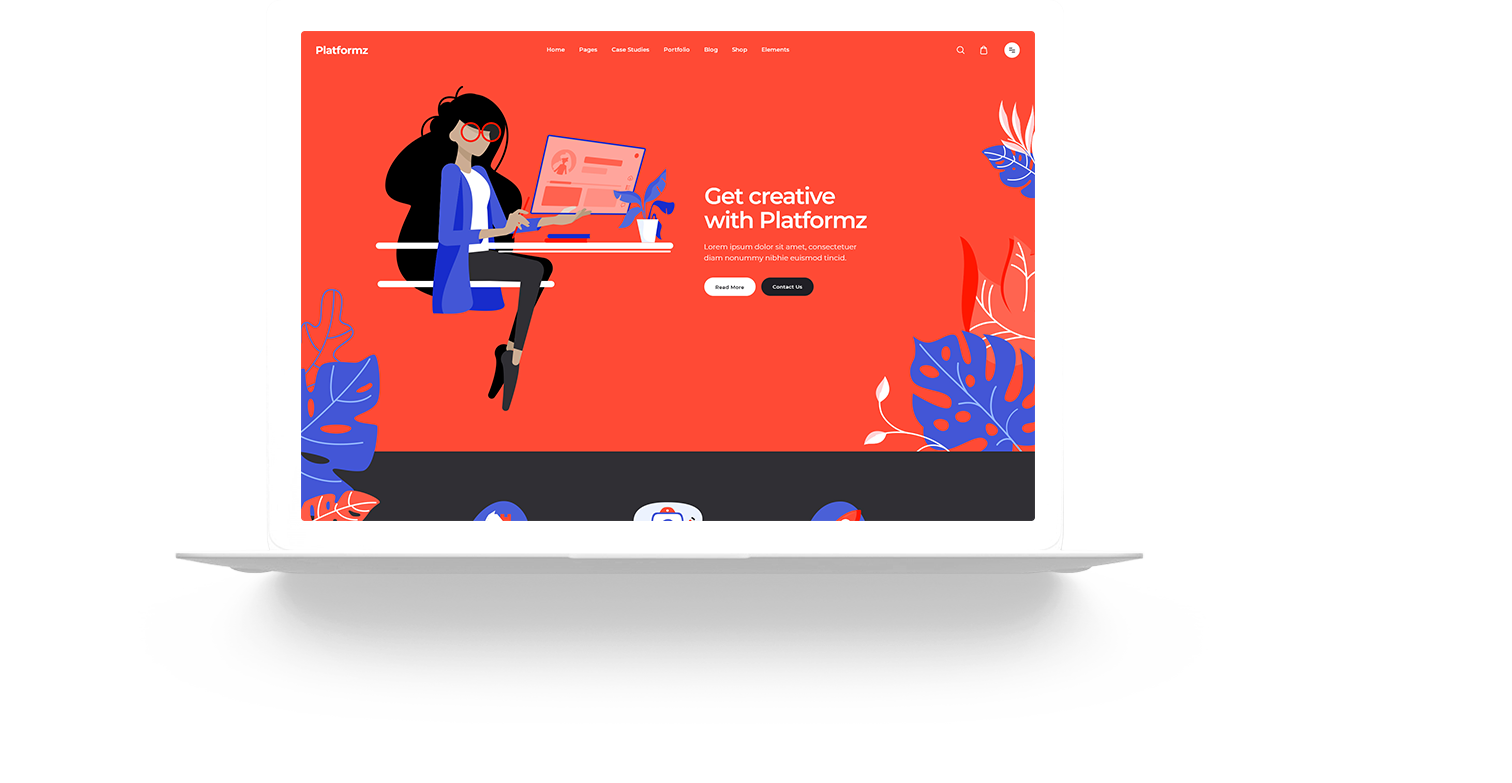 Platformz
Home Pages Case Studies Portfolio Blog Shop Elements
Get creative
with Platformz
Lorem ipsum dolor sit amet, consectetuer
diam nonummy nibhie euismod tincid.
Read More Contact Us